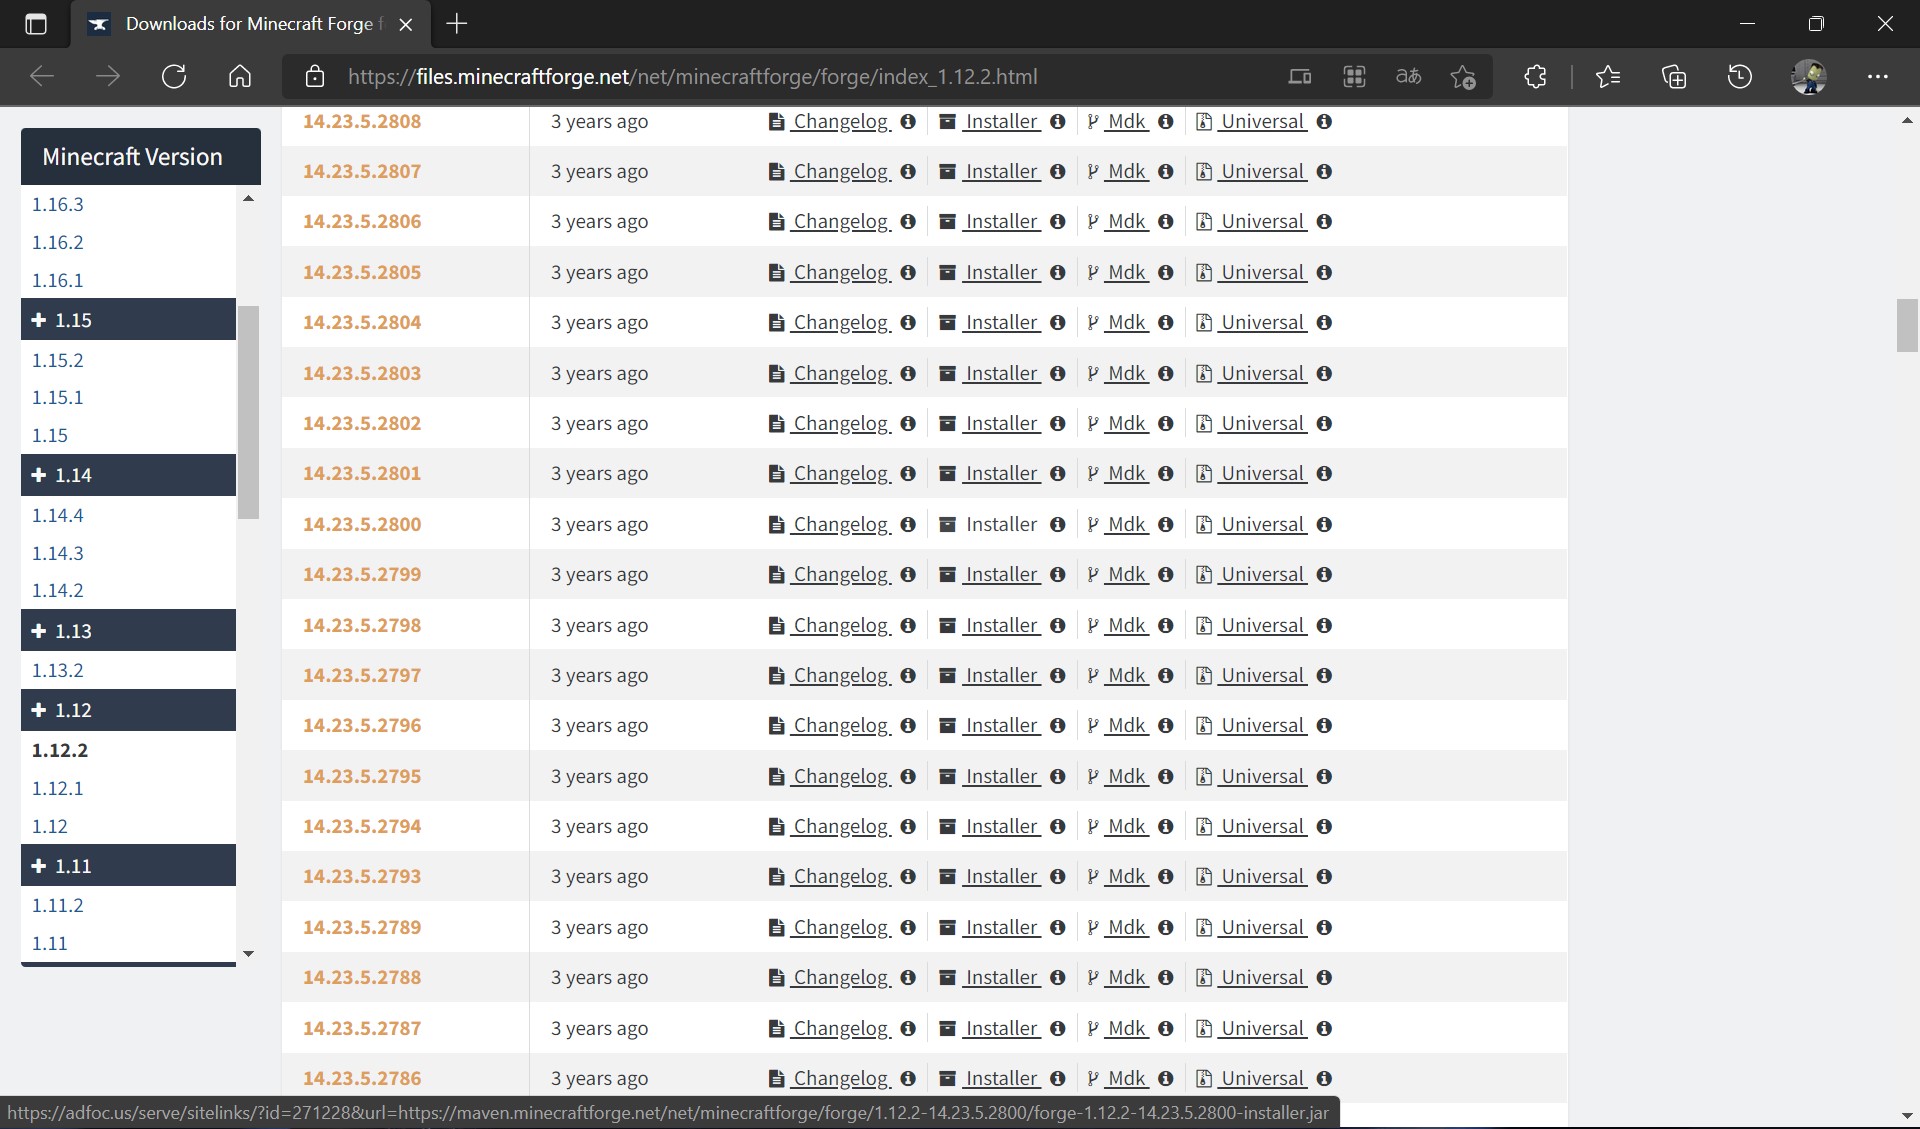 Downloads for Minecraft Forge f
https://files.minecraftforge.net/net/minecraftforge/forge/index_1.12.2.html
Minecraft Version
1.16.3
1.16.2
1.16.1
1.15
1.15.2
1.15.1
1.15
1.14
1.14.4
1.14.3
1.14.2
1.13
1.13.2
1.12
1.12.2
1.12.1
1.12
1.11
1.11.2
1.11
14.23.5.2808 3 years ago Changelog Installer Mdk Universal
14.23.5.2807 3 years ago Changelog Installer Mdk Universal
14.23.5.2806 3 years ago Changelog Installer Mdk Universal
14.23.5.2805 3 years ago Changelog Installer Mdk Universal
14.23.5.2804 3 years ago Changelog Installer Mdk Universal
14.23.5.2803 3 years ago Changelog Installer Mdk Universal
14.23.5.2802 3 years ago Changelog Installer Mdk Universal
14.23.5.2801 3 years ago Changelog Installer Mdk Universal
14.23.5.2800 3 years ago Changelog Installer Mdk Universal
14.23.5.2799 3 years ago Changelog Installer Mdk Universal
14.23.5.2798 3 years ago Changelog Installer Mdk Universal
14.23.5.2797 3 years ago Changelog Installer Mdk Universal
14.23.5.2796 3 years ago Changelog Installer Mdk Universal
14.23.5.2795 3 years ago Changelog Installer Mdk Universal
14.23.5.2794 3 years ago Changelog Installer Mdk Universal
14.23.5.2793 3 years ago Changelog Installer Mdk Universal
14.23.5.2789 3 years ago Changelog Installer Mdk Universal
14.23.5.2788 3 years ago Changelog Installer Mdk Universal
14.23.5.2787 3 years ago Changelog Installer Mdk Universal
14.23.5.2786 3 years ago Changelog Installer Mdk Universal
https://adfoc.us/serve/sitelinks/?id=271228&url=https://maven.minecraftforge.net/net/minecraftforge/forge/1.12.2-14.23.5.2800/forge-1.12.2-14.23.5.2800-installer.jar